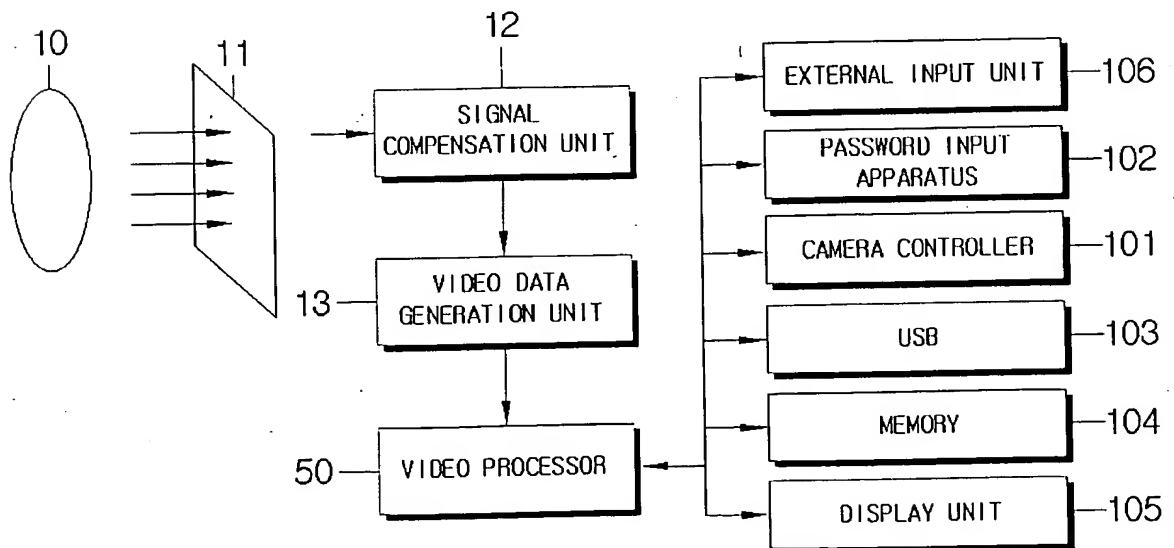 10
11
12
SIGNAL
COMPENSATION UNIT
13
VIDEO DATA
GENERATION UNIT
50
VIDEO PROCESSOR
EXTERNAL INPUT UNIT
106
PASSWORD INPUT
APPARATUS
102
CAMERA CONTROLLER
101
USB
103
MEMORY
104
DISPLAY UNIT
105